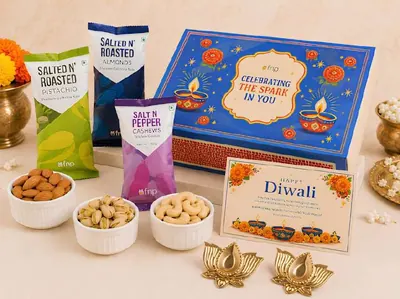 SALTED N'
ROASTED
PISTACHIO
fnp
SALTED N'
ROASTED
ALMONDS
fnp
SALT N
PEPPER
CASHEWS
fnp
fnp
CELEBRATING
THE SPARK
IN YOU
HAPPY
Diwali